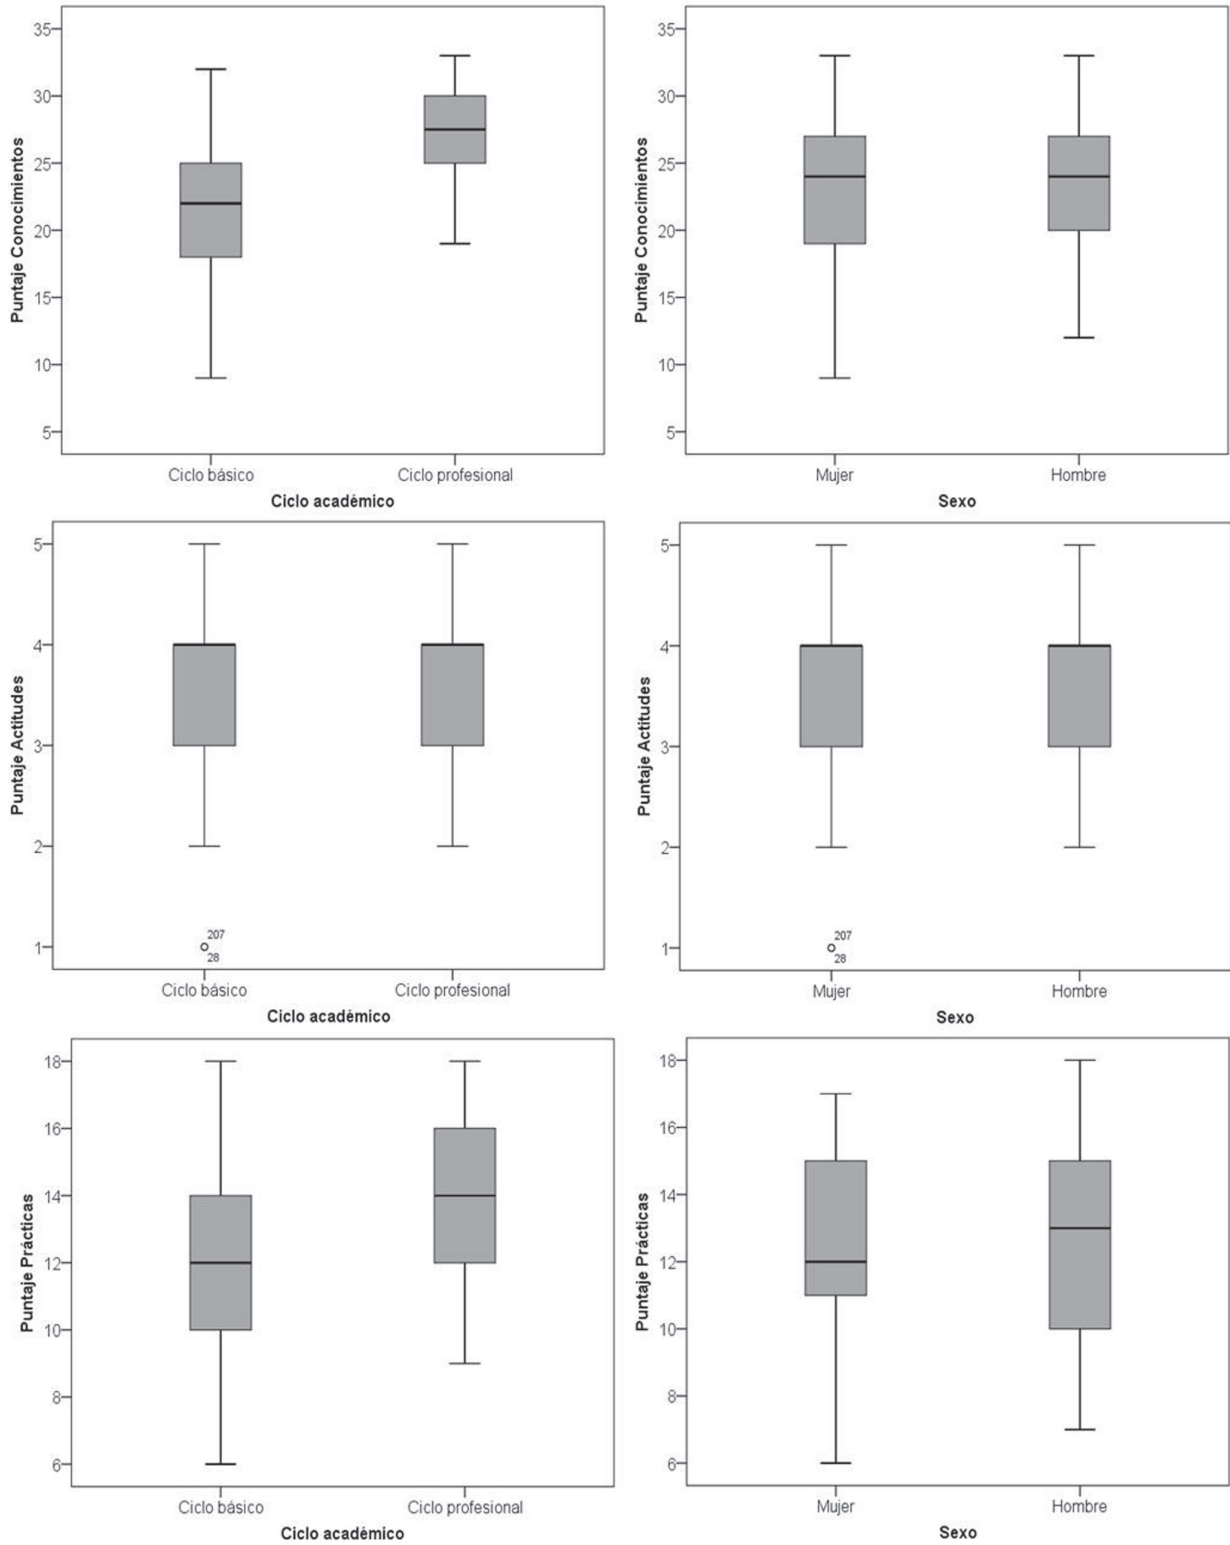 35
30
25
20
15
10
5
Puntaje Conocimientos
Ciclo básico
Ciclo profesional
Ciclo académico
35
30
25
20
15
10
5
Puntaje Conocimientos
Mujer
Hombre
Sexo
5
4
3
2
1
Puntaje Actitudes
207
28
Ciclo básico
Ciclo profesional
Ciclo académico
5
4
3
2
1
Puntaje Actitudes
207
28
Mujer
Hombre
Sexo
18
16
14
12
10
8
6
Puntaje Prácticas
Ciclo básico
Ciclo profesional
Ciclo académico
18
16
14
12
10
8
6
Puntaje Prácticas
Mujer
Hombre
Sexo